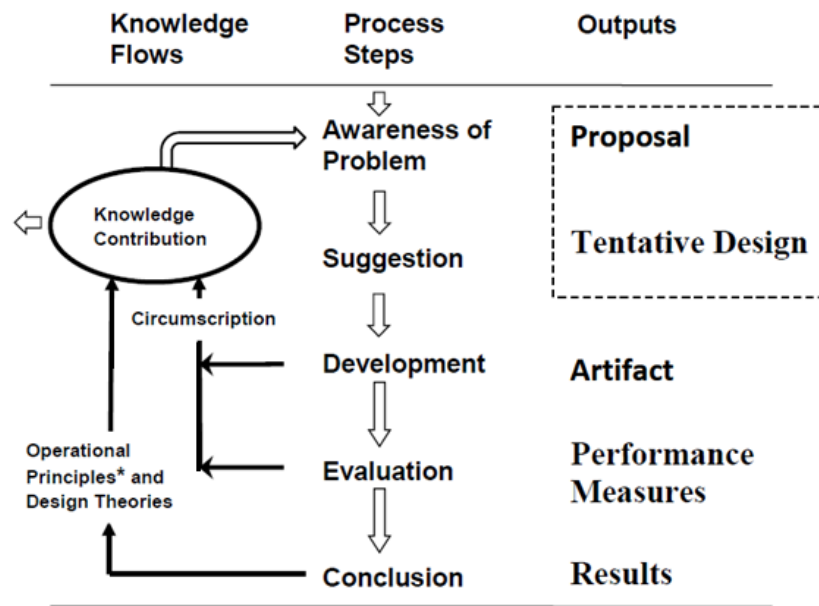 Knowledge
Flows
Process
Steps
Outputs
Awareness of
Problem
Proposal
Knowledge
Contribution
Suggestion
Tentative Design
Circumscription
Development
Artifact
Operational
Principles* and
Design Theories
Evaluation
Performance
Measures
Conclusion
Results